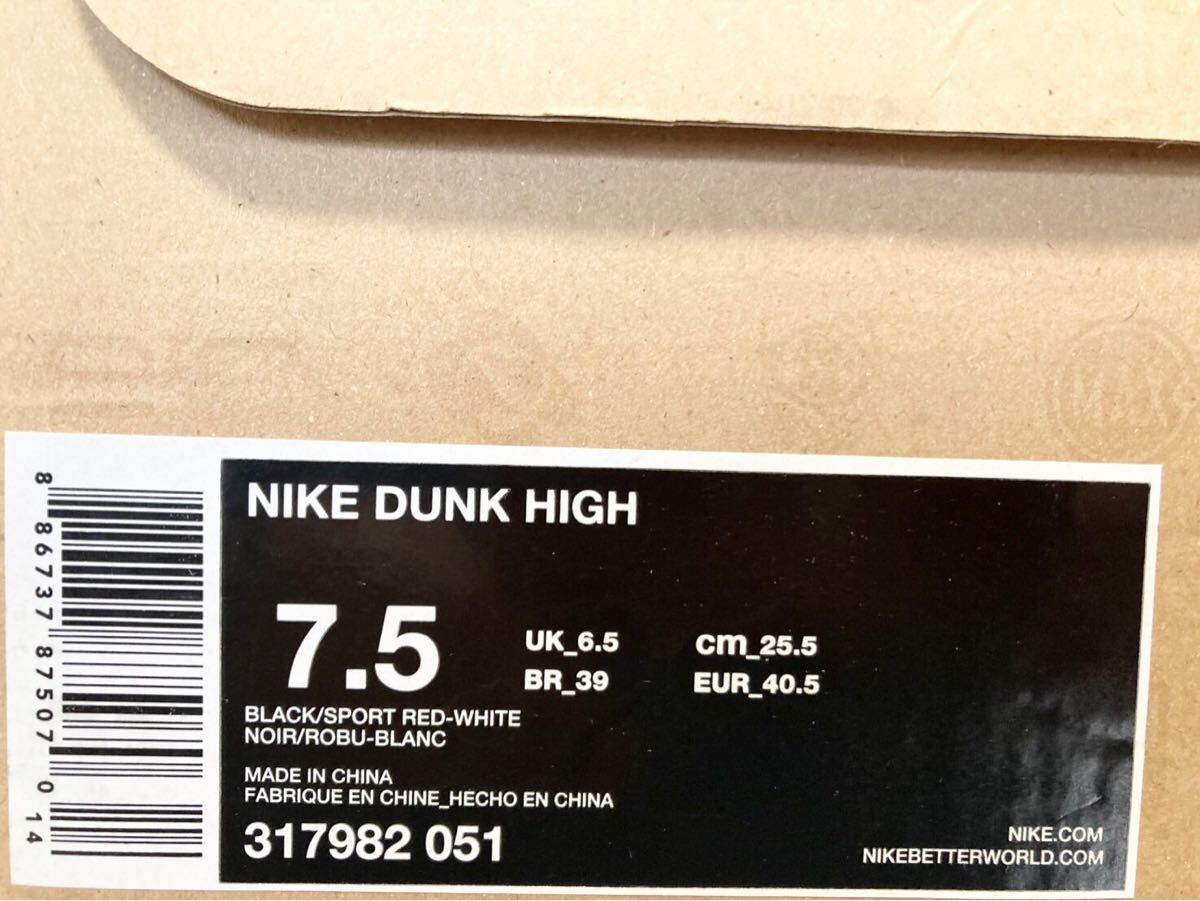 NIKE DUNK HIGH
7.5
UK_6.5 cm_25.5
BR_39 EUR_40.5
BLACK/SPORT RED-WHITE
NOIR/ROBU-BLANC
MADE IN CHINA
FABRIQUE EN CHINE_HECHO EN CHINA
317982 051
NIKE.COM
NIKEBETTERWORLD.COM
8 86737 87507 0 14